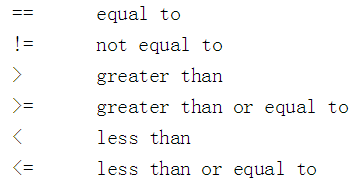 == equal to
!= not equal to
> greater than
>= greater than or equal to
< less than
<= less than or equal to